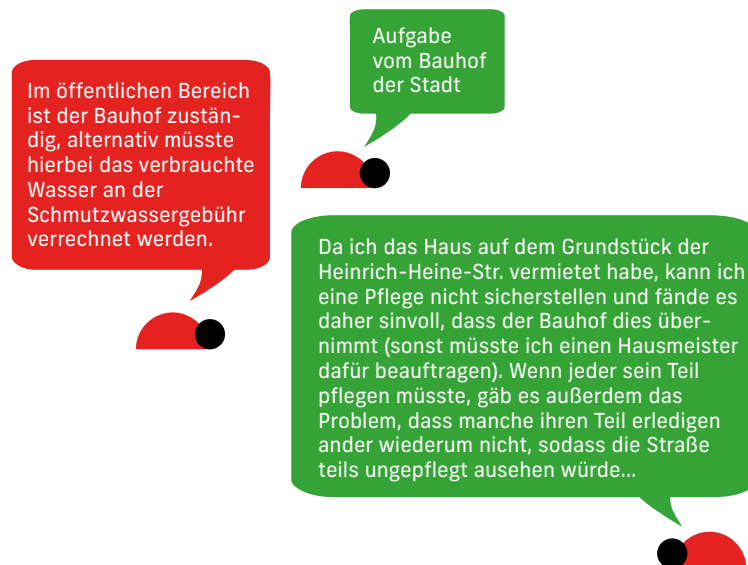 Aufgabe
vom Bauhof
der Stadt
Im öffentlichen Bereich
ist der Bauhof zustän-
dig, alternativ müsste
hierbei das verbrauchte
Wasser an der
Schmutzwassergebühr
verrechnet werden.
Da ich das Haus auf dem Grundstück der
Heinrich-Heine-Str. vermietet habe, kann ich
eine Pflege nicht sicherstellen und fände es
daher sinvoll, dass der Bauhof dies über-
nimmt (sonst müsste ich einen Hausmeister
dafür beauftragen). Wenn jeder sein Teil
pflegen müsste, gäb es außerdem das
Problem, dass manche ihren Teil erledigen
ander wiederum nicht, sodass die Straße
teils ungepflegt ausehen würde...